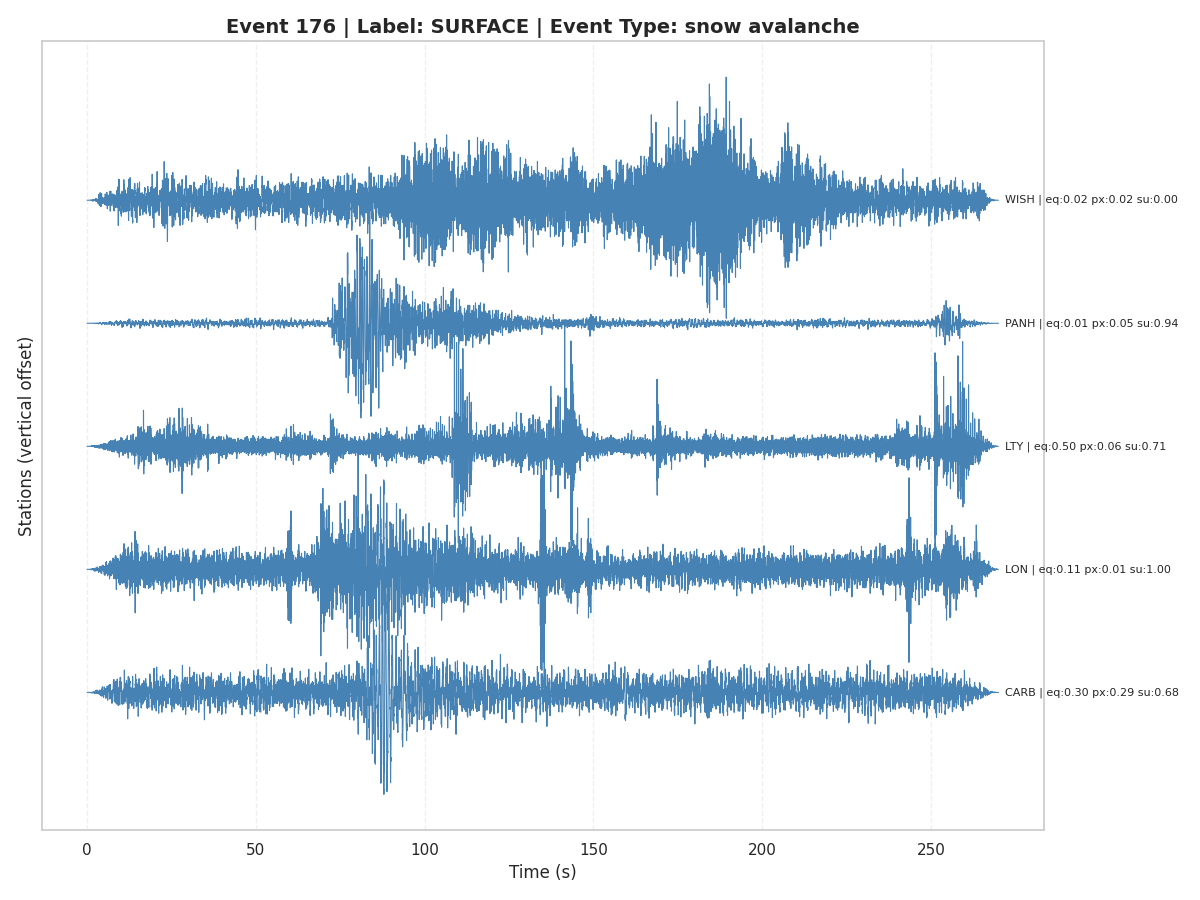 Event 176 | Label: SURFACE | Event Type: snow avalanche
Stations (vertical offset)
WISH | eq:0.02 px:0.02 su:0.00
PANH | eq:0.01 px:0.05 su:0.94
LTY | eq:0.50 px:0.06 su:0.71
LON | eq:0.11 px:0.01 su:1.00
CARB | eq:0.30 px:0.29 su:0.68
0 50 100 150 200 250
Time (s)